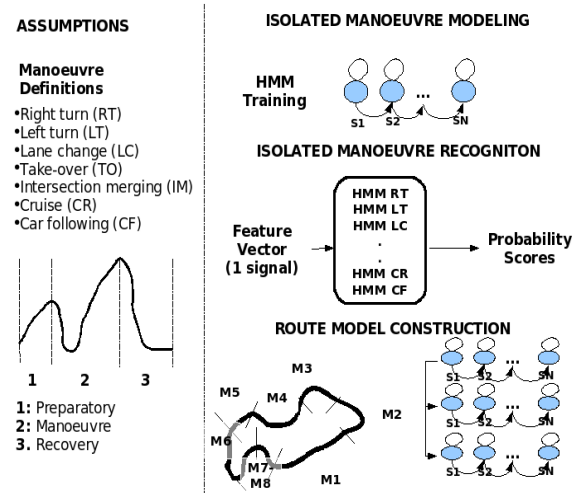 ASSUMPTIONS
Manoeuvre
Definitions
•Right turn (RT)
•Left turn (LT)
•Lane change (LC)
•Take-over (TO)
•Intersection merging (IM)
•Cruise (CR)
•Car following (CF)
1 2 3
1: Preparatory
2: Manoeuvre
3. Recovery
ISOLATED MANOEUVRE MODELING
HMM
Training
...
S1 S2 SN
ISOLATED MANOEUVRE RECOGNITON
Feature
Vector
(1 signal)
HMM RT
HMM LT
HMM LC
.
.
HMM CR
HMM CF
Probability
Scores
ROUTE MODEL CONSTRUCTION
M3
M5
M4
M2
M6
M7
M8
M1
...
S1 S2 SN
...
S1 S2 SN
...
S1 S2 SN